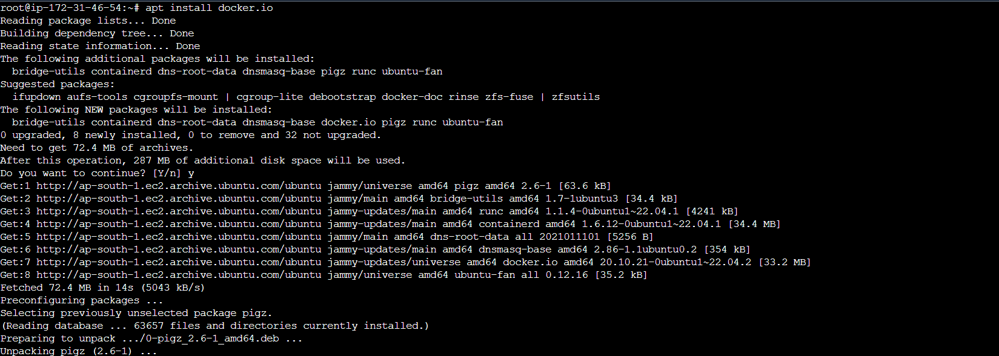 root@ip-172-31-46-54:~# apt install docker.io
Reading package lists... Done
Building dependency tree... Done
Reading state information... Done
The following additional packages will be installed:
  bridge-utils containerd dns-root-data dnsmasq-base pigz runc ubuntu-fan
Suggested packages:
  ifupdown aufs-tools cgroupfs-mount | cgroup-lite debootstrap docker-doc rinse zfs-fuse | zfsutils
The following NEW packages will be installed:
  bridge-utils containerd dns-root-data dnsmasq-base docker.io pigz runc ubuntu-fan
0 upgraded, 8 newly installed, 0 to remove and 32 not upgraded.
Need to get 72.4 MB of archives.
After this operation, 287 MB of additional disk space will be used.
Do you want to continue? [Y/n] y
Get:1 http://ap-south-1.ec2.archive.ubuntu.com/ubuntu jammy/universe amd64 pigz amd64 2.6-1 [63.6 kB]
Get:2 http://ap-south-1.ec2.archive.ubuntu.com/ubuntu jammy/main amd64 bridge-utils amd64 1.7-1ubuntu3 [34.4 kB]
Get:3 http://ap-south-1.ec2.archive.ubuntu.com/ubuntu jammy-updates/main amd64 runc amd64 1.1.4-0ubuntu1~22.04.1 [4241 kB]
Get:4 http://ap-south-1.ec2.archive.ubuntu.com/ubuntu jammy-updates/main amd64 containerd amd64 1.6.12-0ubuntu1~22.04.1 [34.4 MB]
Get:5 http://ap-south-1.ec2.archive.ubuntu.com/ubuntu jammy/main amd64 dns-root-data all 2021011101 [5256 B]
Get:6 http://ap-south-1.ec2.archive.ubuntu.com/ubuntu jammy-updates/main amd64 dnsmasq-base amd64 2.86-1.1ubuntu0.2 [354 kB]
Get:7 http://ap-south-1.ec2.archive.ubuntu.com/ubuntu jammy-updates/universe amd64 docker.io amd64 20.10.21-0ubuntu1~22.04.2 [33.2 MB]
Get:8 http://ap-south-1.ec2.archive.ubuntu.com/ubuntu jammy/universe amd64 ubuntu-fan all 0.12.16 [35.2 kB]
Fetched 72.4 MB in 14s (5043 kB/s)
Preconfiguring packages ...
Selecting previously unselected package pigz.
(Reading database ... 63657 files and directories currently installed.)
Preparing to unpack .../0-pigz_2.6-1_amd64.deb ...
Unpacking pigz (2.6-1) ...